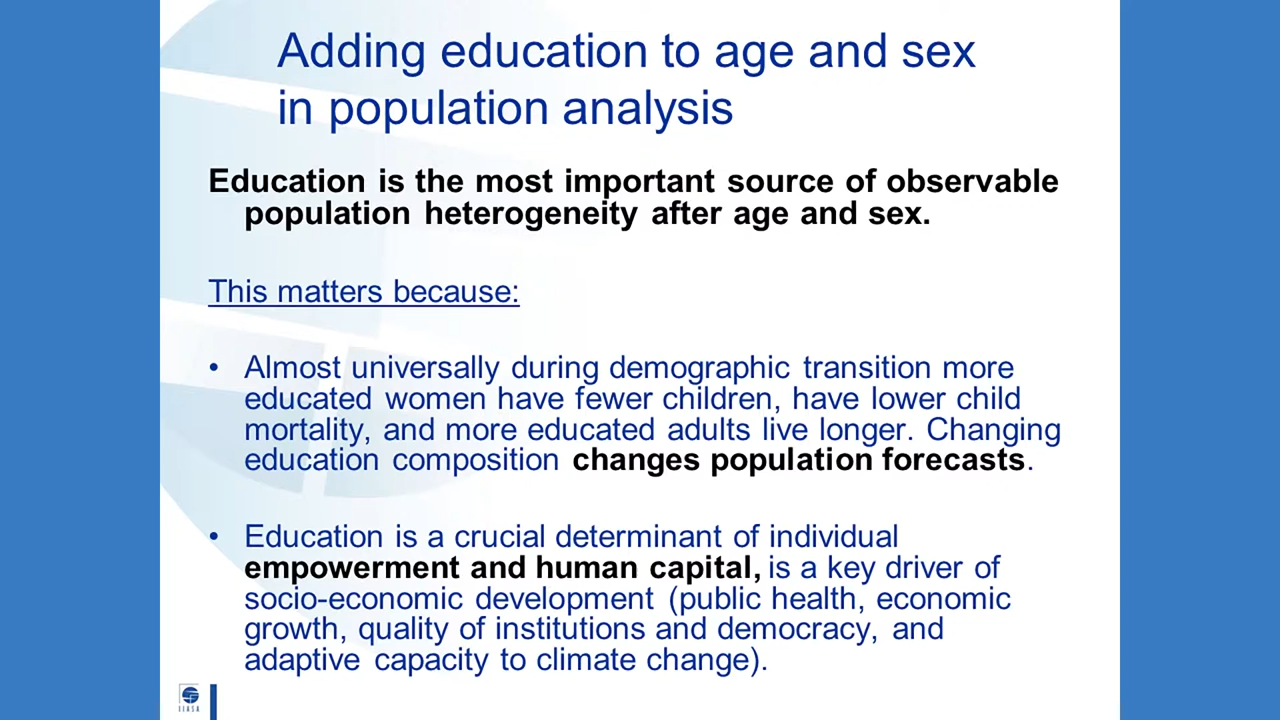 Adding education to age and sex
in population analysis
Education is the most important source of observable
population heterogeneity after age and sex.
This matters because:
• Almost universally during demographic transition more
educated women have fewer children, have lower child
mortality, and more educated adults live longer. Changing
education composition changes population forecasts.
• Education is a crucial determinant of individual
empowerment and human capital, is a key driver of
socio-economic development (public health, economic
growth, quality of institutions and democracy, and
adaptive capacity to climate change).
IIASA